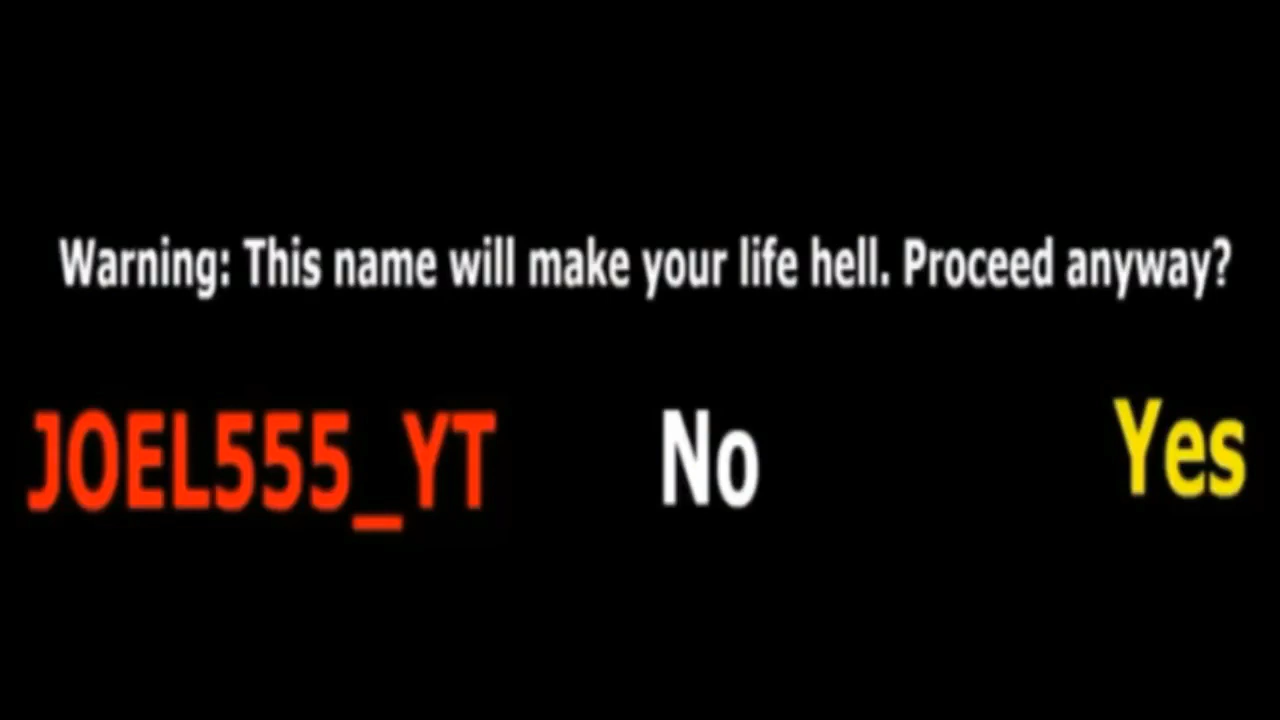 Warning: This name will make your life hell. Proceed anyway?
JOEL555_YT No Yes